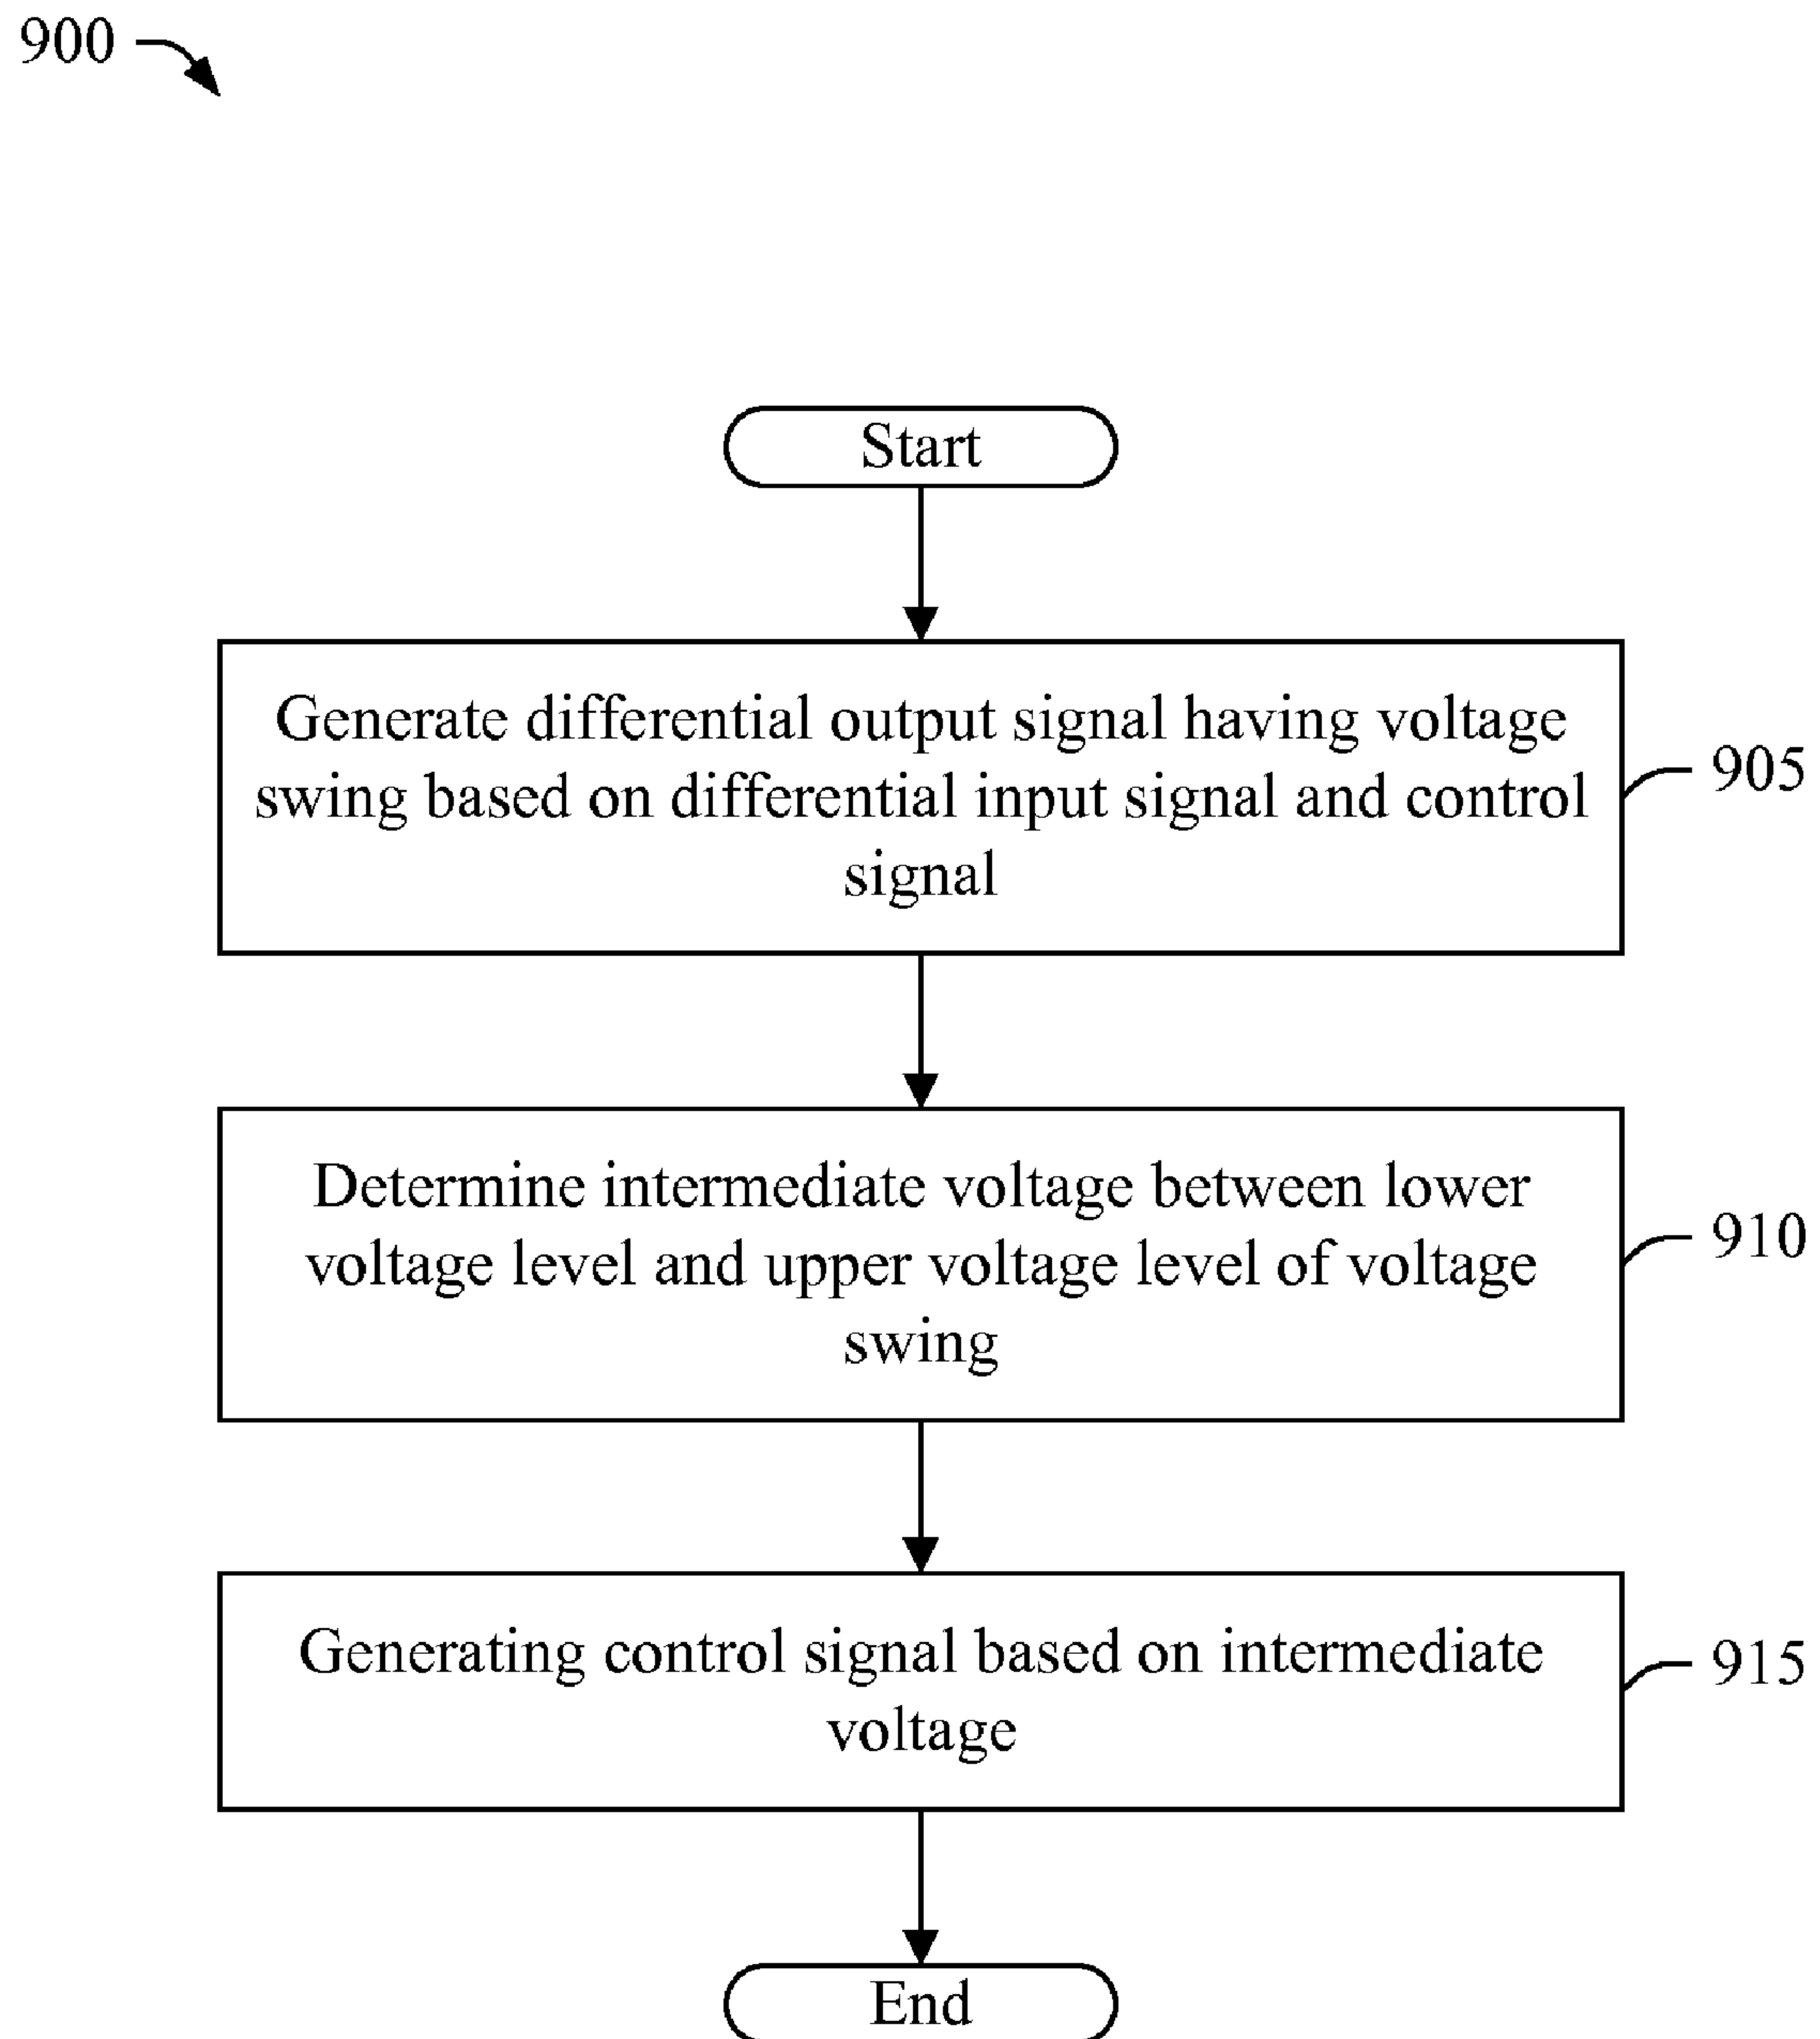 900
Start
Generate differential output signal having voltage
swing based on differential input signal and control
signal
905
Determine intermediate voltage between lower
voltage level and upper voltage level of voltage
swing
910
Generating control signal based on intermediate
voltage
915
End